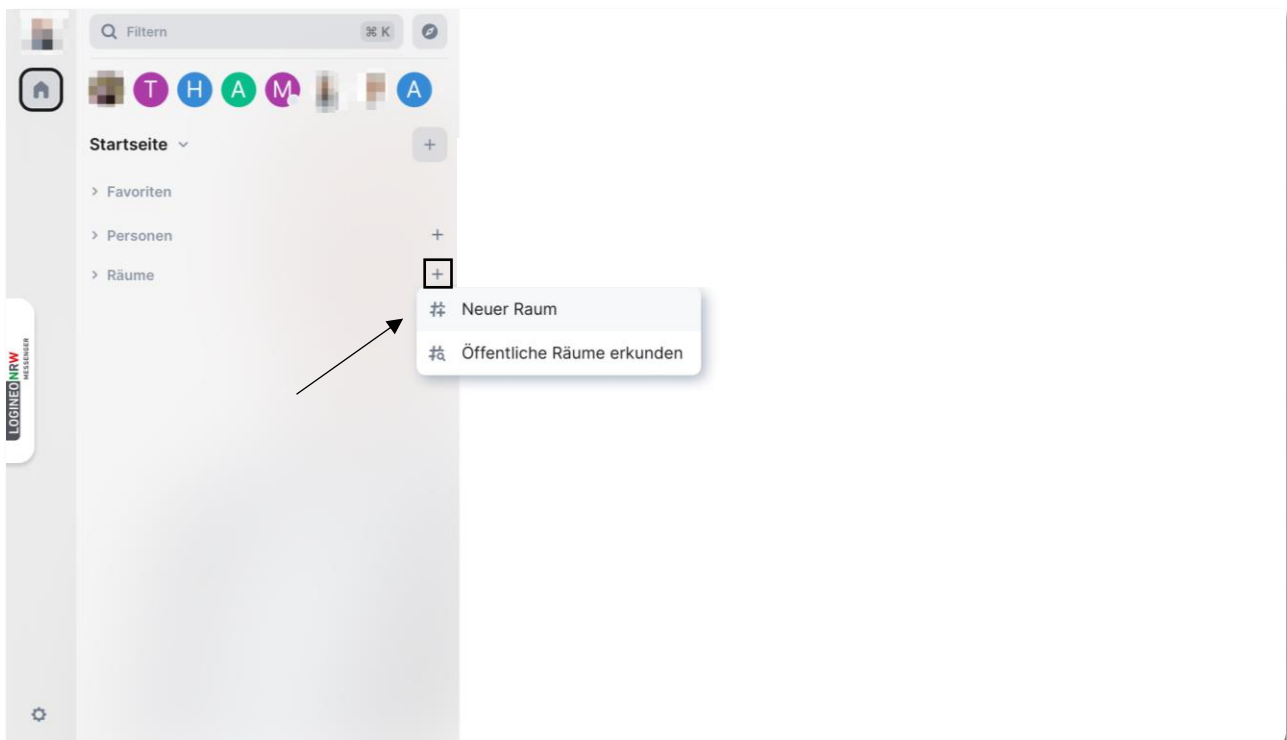 Filtern ⌘ K
T H A M A
Startseite
Favoriten
Personen +
Räume +
Neuer Raum
Öffentliche Räume erkunden
LOGINEO NRW
MESSENGER